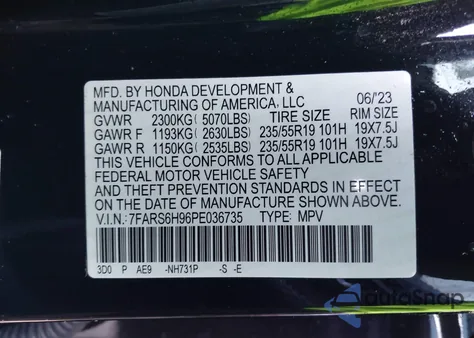 MFD. BY HONDA DEVELOPMENT &
MANUFACTURING OF AMERICA, LLC 06/'23
GVWR 2300KG ( 5070LBS) TIRE SIZE RIM SIZE
GAWR F 1193KG ( 2630LBS) 235/55R19 101H 19X7.5J
GAWR R 1150KG ( 2535LBS) 235/55R19 101H 19X7.5J
THIS VEHICLE CONFORMS TO ALL APPLICABLE
FEDERAL MOTOR VEHICLE SAFETY
AND THEFT PREVENTION STANDARDS IN EFFECT
ON THE DATE OF MANUFACTURE SHOWN ABOVE.
V.I.N.: 7FARS6H96PE036735 TYPE: MPV
3D0 P AE9 -NH731P -S -E
AutoSnap